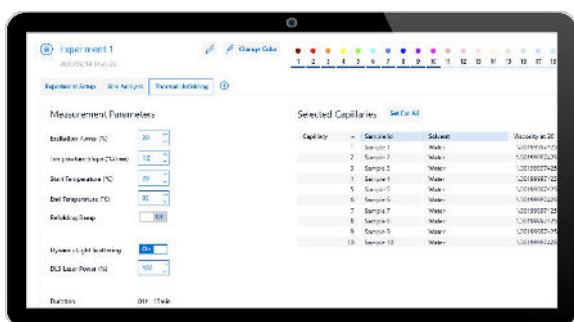 Experiment 1
Change Color
1 2 3 4 5 6 7 8 9 10 11 12 13 14 15 16 17 18
Experiment Setup Size Analysis Thermal Unfolding
Measurement Parameters
Selected Capillaries Set For All
Excitation Power (%) 20
Capillary Sample Id Solvent Viscosity at 20
Temperature Slope (°C/min) 1.0
1 Sample 1 Water
2 Sample 2 Water
Start Temperature (°C) 20
3 Sample 3 Water
4 Sample 4 Water
End Temperature (°C)
5 Sample 5 Water
6 Sample 6 Water
Refolding Ramp Off
7 Sample 7 Water
8 Sample 8 Water
9 Sample 9 Water
Dynamic Light Scattering On
10 Sample 10 Water
DLS Laser Power (%) 100
Duration